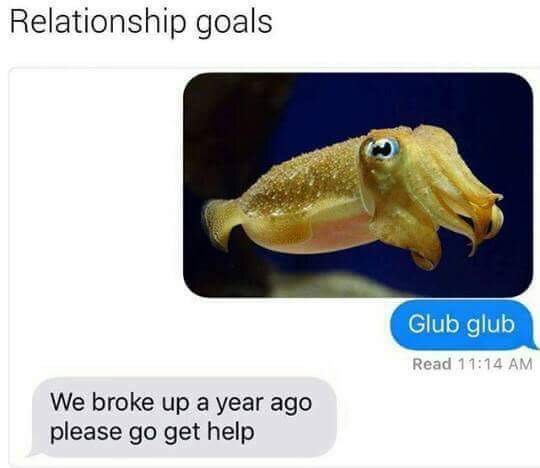 Relationship goals
Glub glub
Read 11:14 AM
We broke up a year ago
please go get help